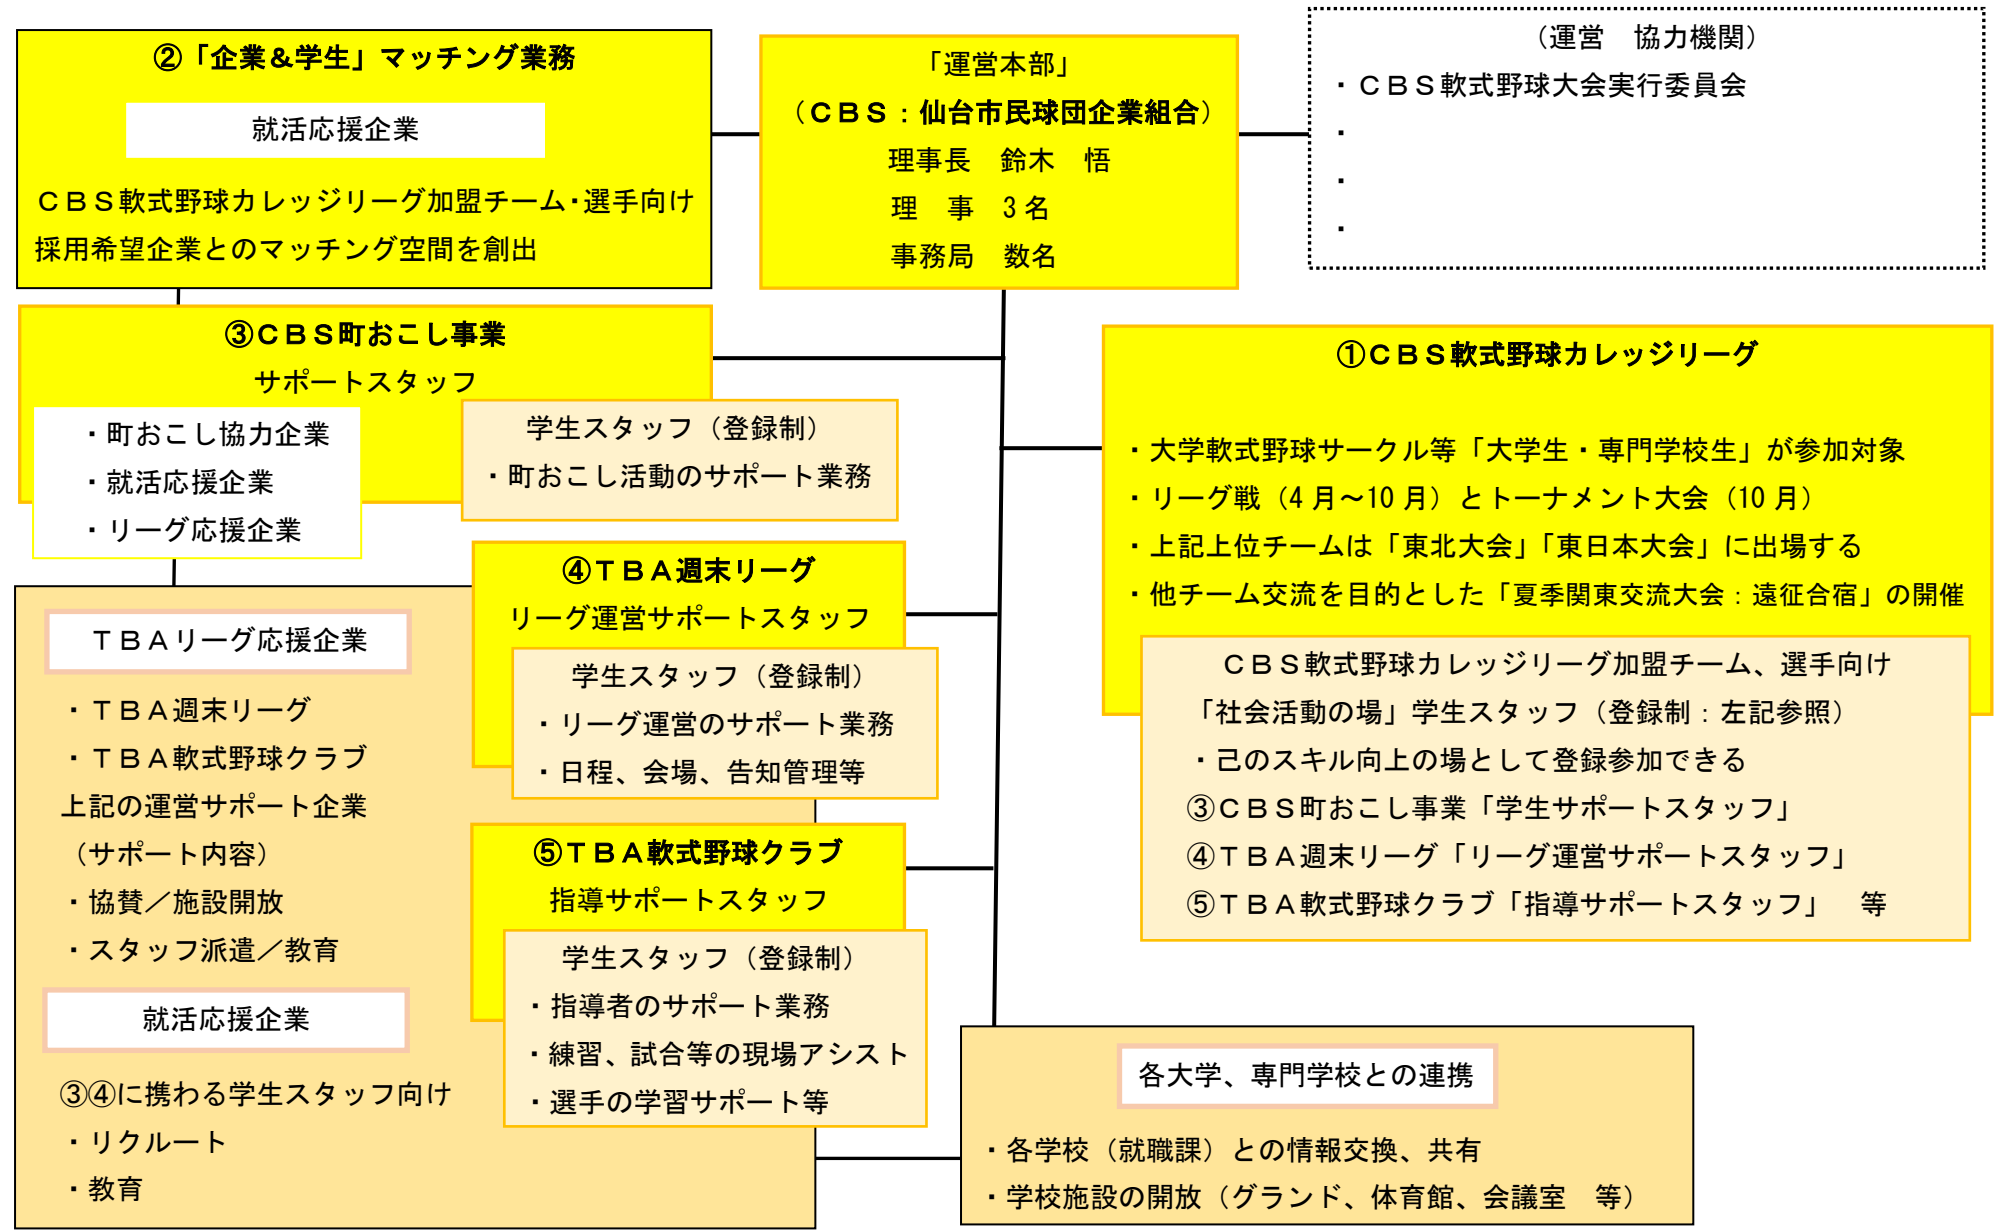 ②「企業&学生」マッチング業務
就活応援企業
CBS軟式野球カレッジリーグ加盟チーム・選手向け
採用希望企業とのマッチング空間を創出
「運営本部」
(CBS:仙台市民球団企業組合)
理事長 鈴木 悟
理 事 3名
事務局 数名
(運営 協力機関)
・CBS軟式野球大会実行委員会
・
・
・
③CBS町おこし事業
サポートスタッフ
・町おこし協力企業
・就活応援企業
・リーグ応援企業
学生スタッフ(登録制)
・町おこし活動のサポート業務
①CBS軟式野球カレッジリーグ
・大学軟式野球サークル等「大学生・専門学校生」が参加対象
・リーグ戦(4月~10月)とトーナメント大会(10月)
・上記上位チームは「東北大会」「東日本大会」に出場する
・他チーム交流を目的とした「夏季関東交流大会:遠征合宿」の開催
CBS軟式野球カレッジリーグ加盟チーム、選手向け
「社会活動の場」学生スタッフ(登録制:左記参照)
・己のスキル向上の場として登録参加できる
③CBS町おこし事業「学生サポートスタッフ」
④TBA週末リーグ「リーグ運営サポートスタッフ」
⑤TBA軟式野球クラブ「指導サポートスタッフ」 等
④TBA週末リーグ
リーグ運営サポートスタッフ
学生スタッフ(登録制)
・リーグ運営のサポート業務
・日程、会場、告知管理等
⑤TBA軟式野球クラブ
指導サポートスタッフ
学生スタッフ(登録制)
・指導者のサポート業務
・練習、試合等の現場アシスト
・選手の学習サポート等
TBAリーグ応援企業
・TBA週末リーグ
・TBA軟式野球クラブ
上記の運営サポート企業
(サポート内容)
・協賛/施設開放
・スタッフ派遣/教育
就活応援企業
③④に携わる学生スタッフ向け
・リクルート
・教育
各大学、専門学校との連携
・各学校(就職課)との情報交換、共有
・学校施設の開放(グランド、体育館、会議室 等)